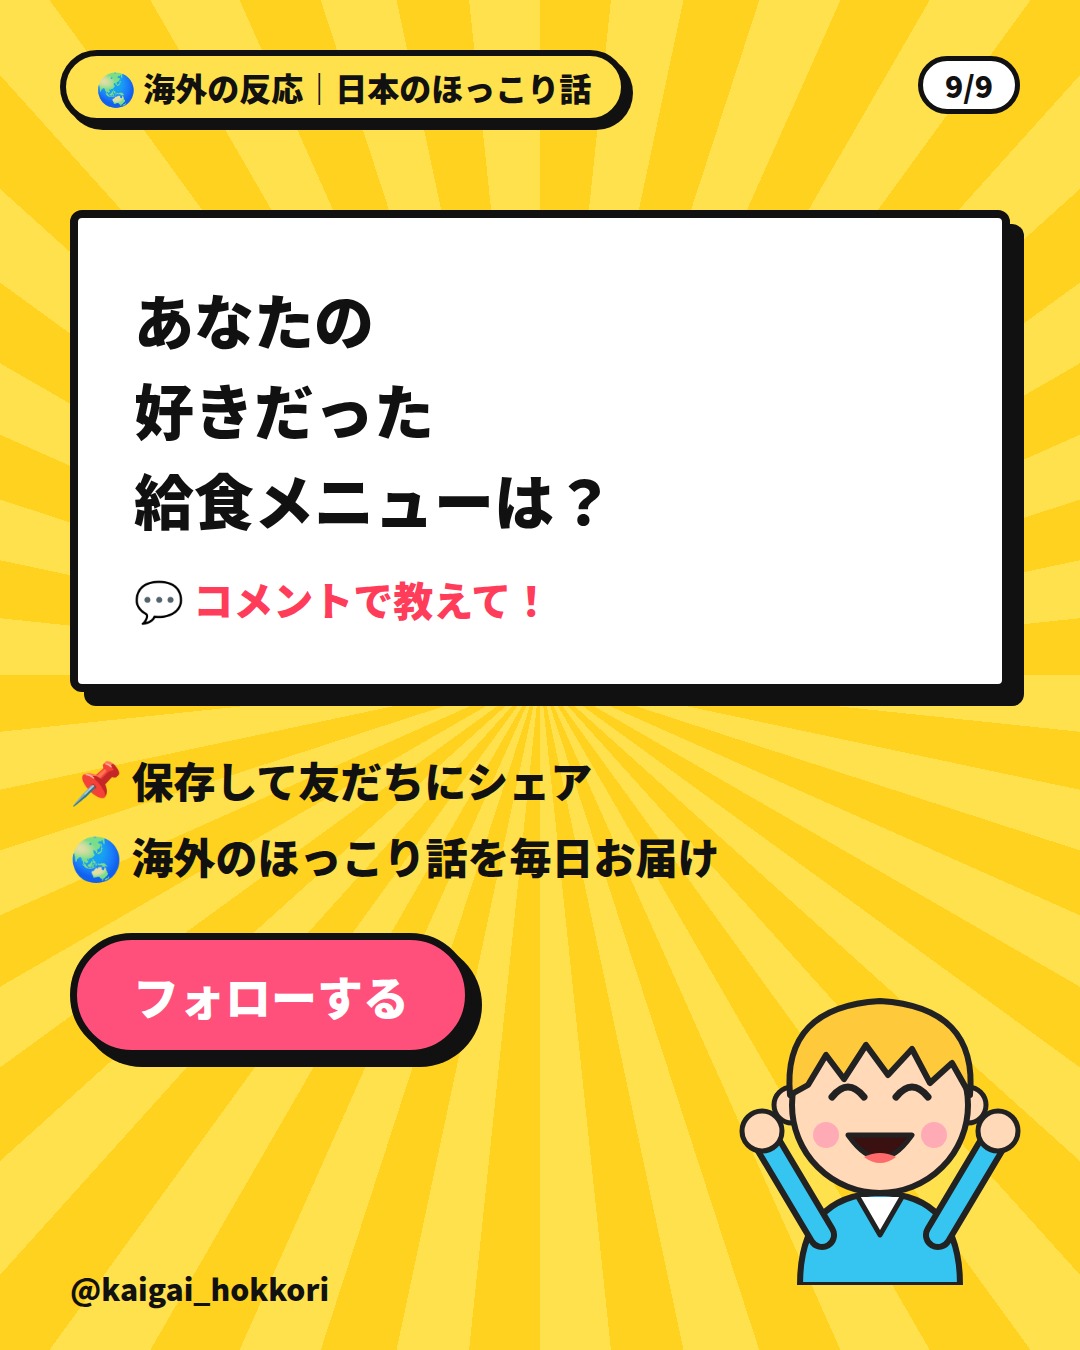 🌏 海外の反応｜日本のほっこり話
9/9
あなたの
好きだった
給食メニューは？
💬 コメントで教えて！
📌 保存して友だちにシェア
🌏 海外のほっこり話を毎日お届け
フォローする
@kaigai_hokkori